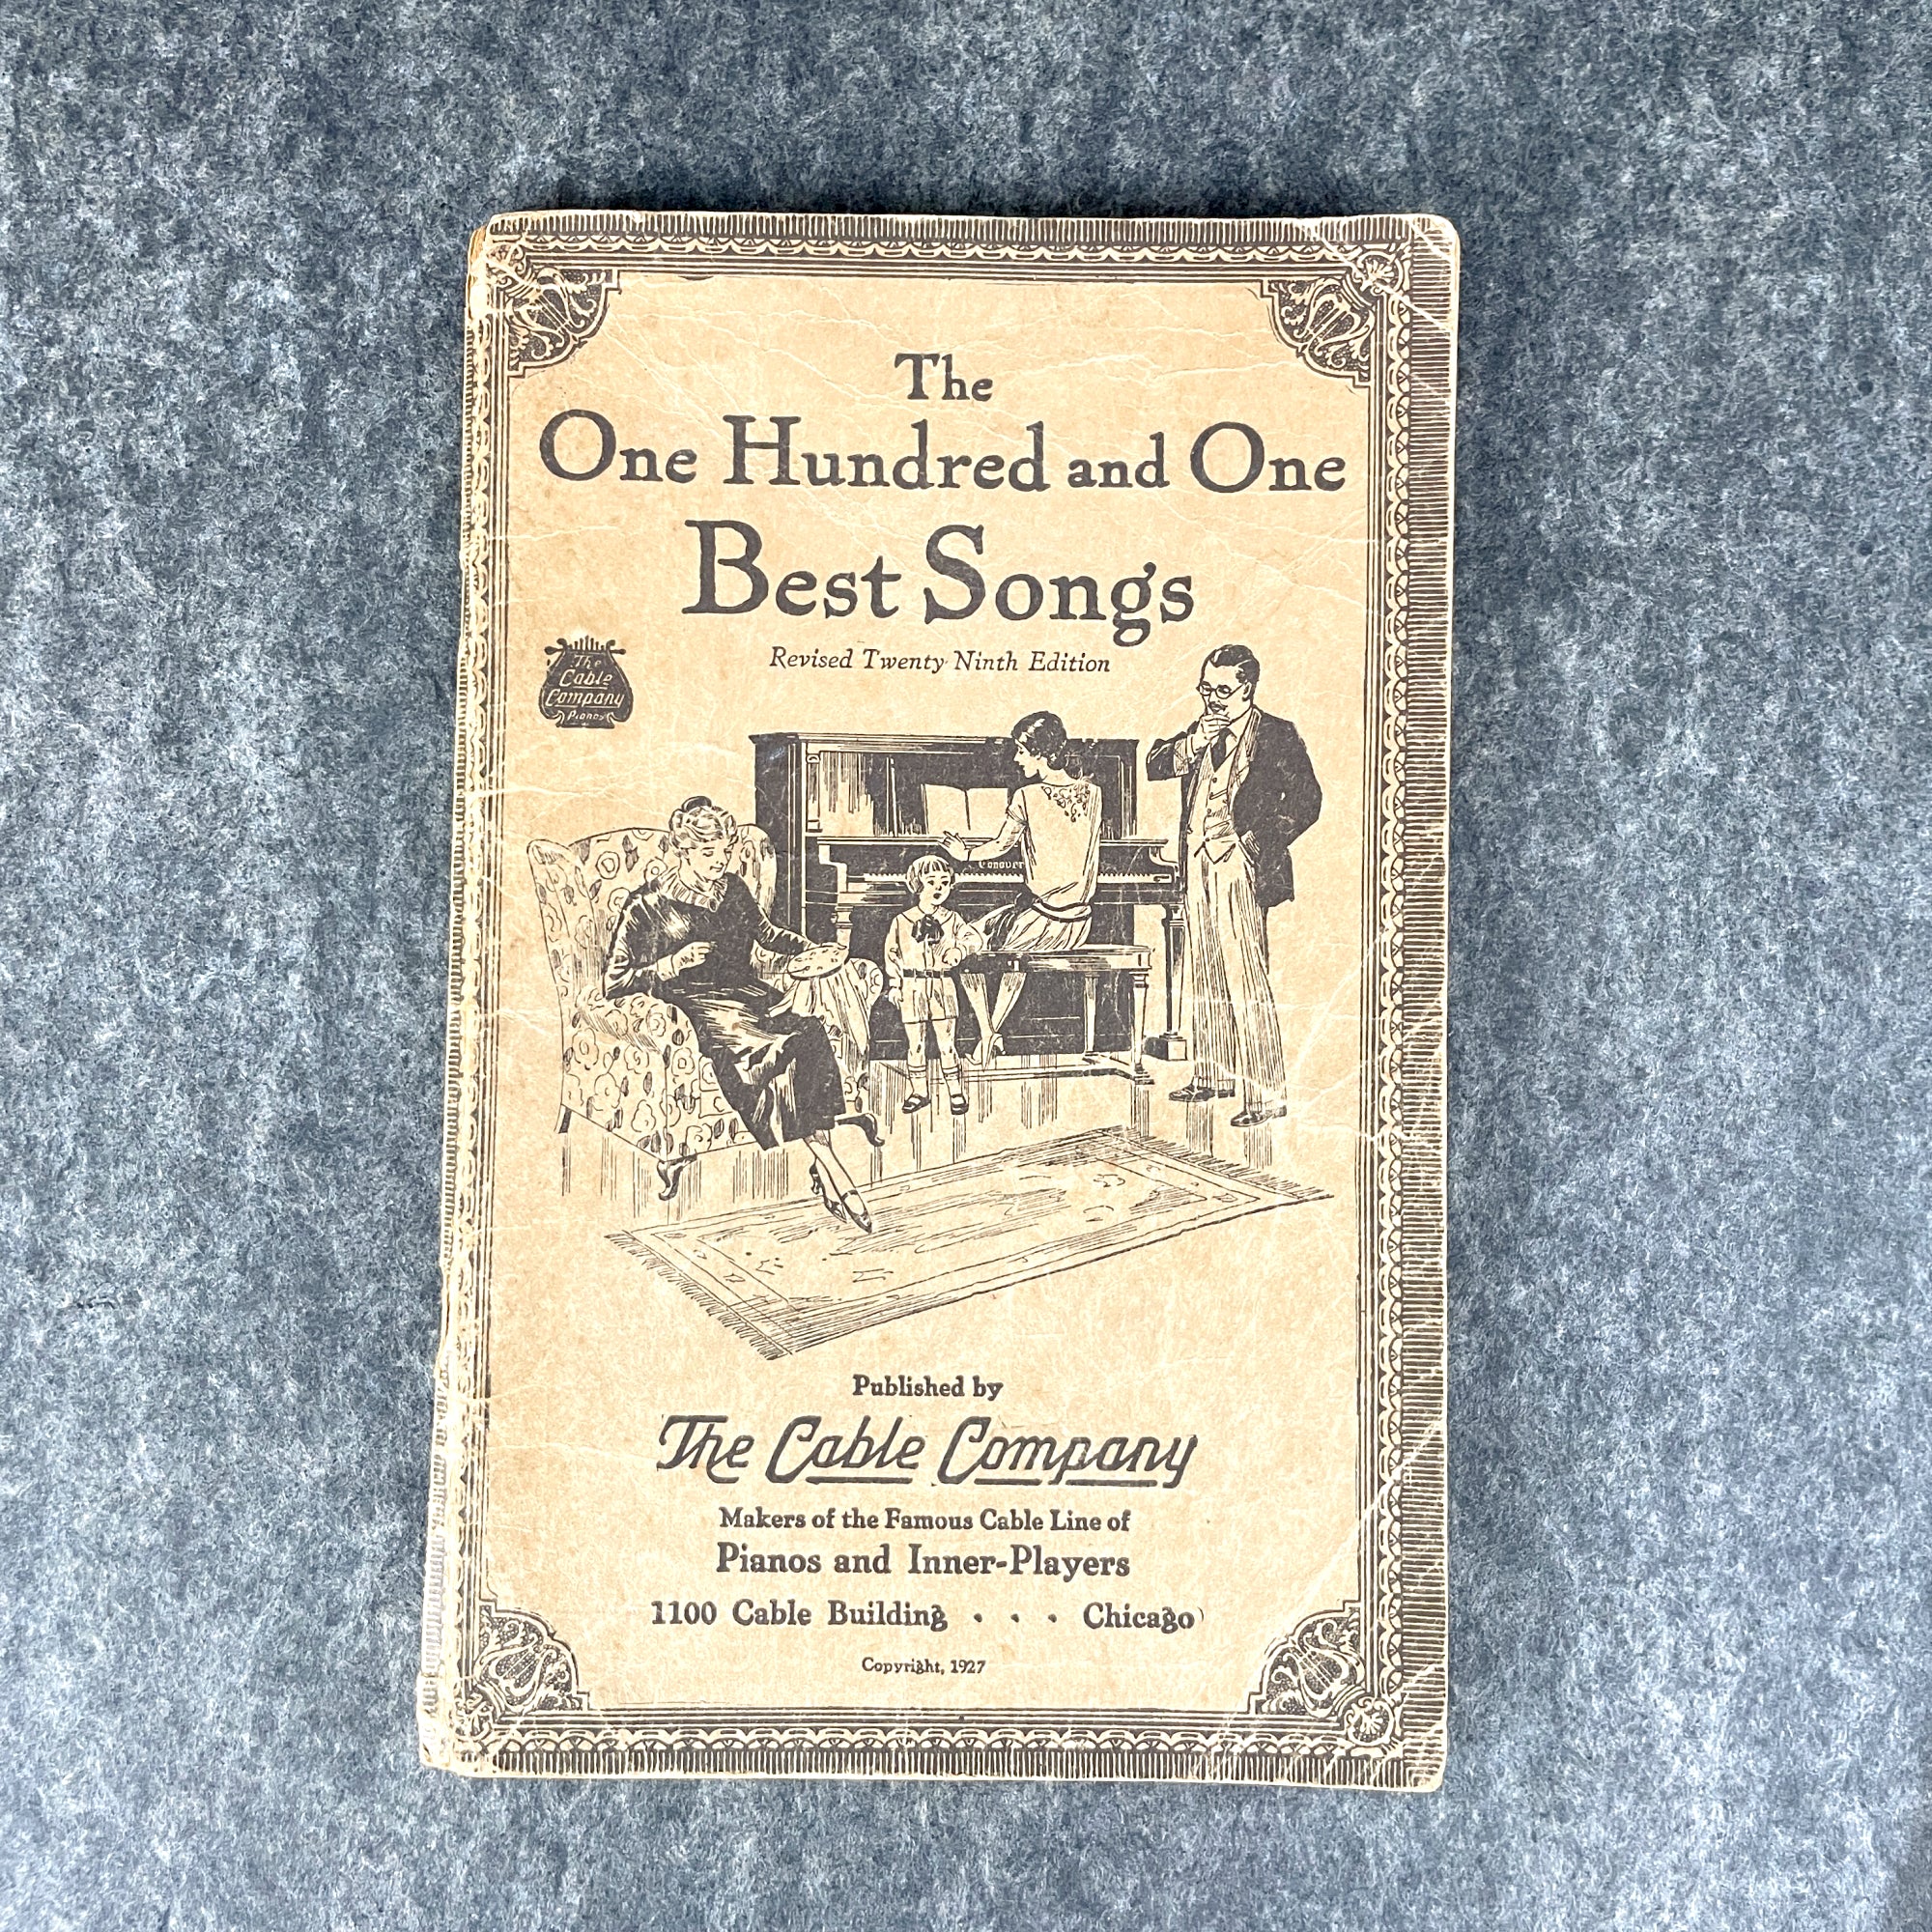 The
One Hundred and One
Best Songs
Revised Twenty Ninth Edition
The
Cable
Company
Pianos
Conover
Published by
The Cable Company
Makers of the Famous Cable Line of
Pianos and Inner-Players
1100 Cable Building . . . Chicago
Copyright, 1927